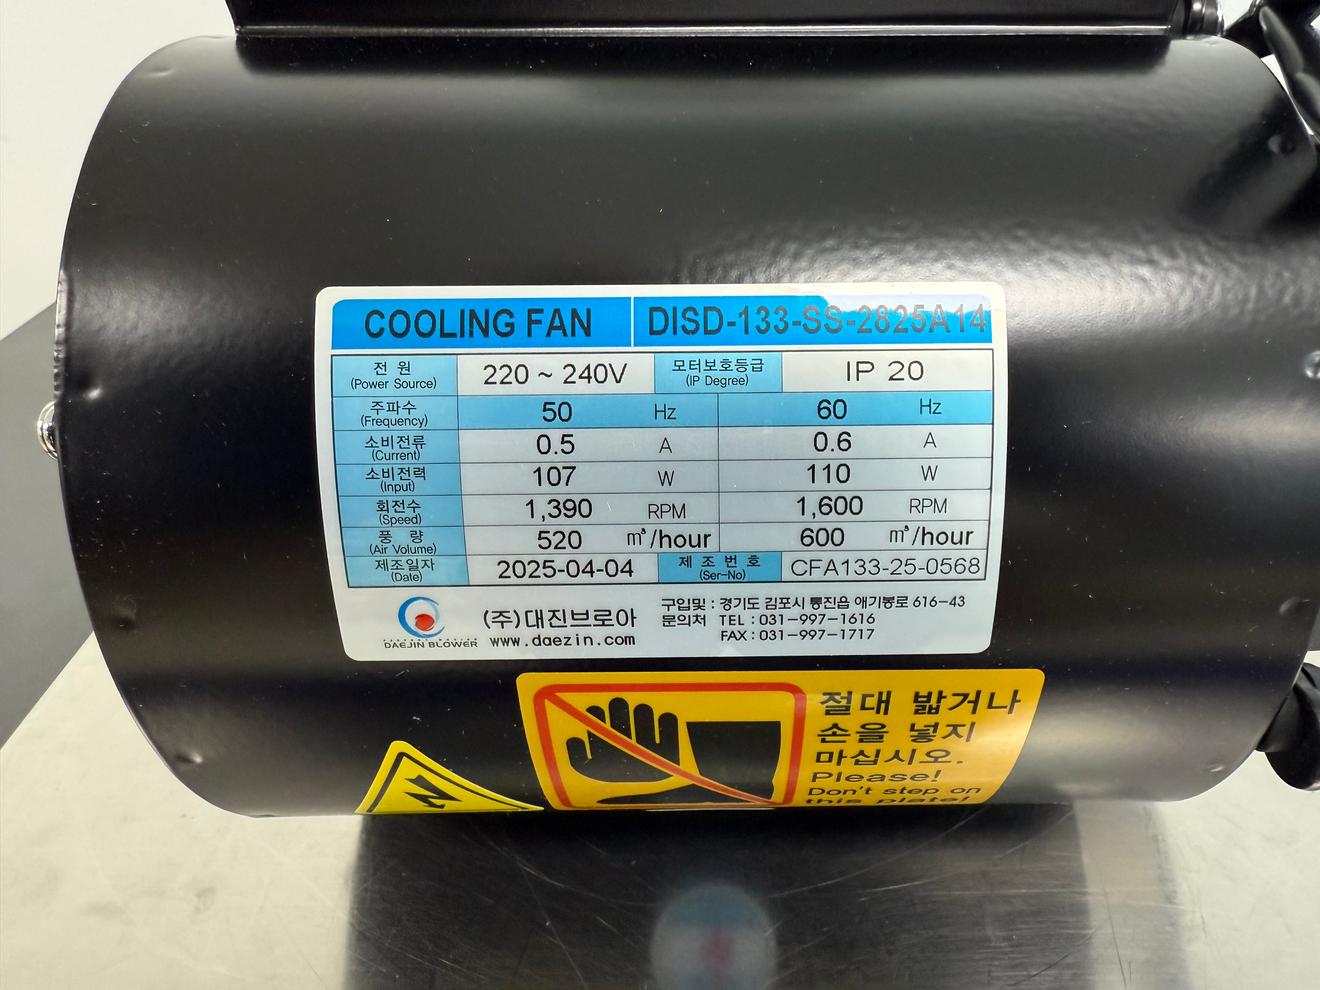 COOLING FAN DISD-133-SS-2825A14
전 원 (Power Source) 220 ~ 240V 모터보호등급 (IP Degree) IP 20
주파수 (Frequency) 50 Hz 60 Hz
소비전류 (Current) 0.5 A 0.6 A
소비전력 (Input) 107 W 110 W
회전수 (Speed) 1,390 RPM 1,600 RPM
풍 량 (Air Volume) 520 m³/hour 600 m³/hour
제조일자 (Date) 2025-04-04 제 조 번 호 (Ser-No) CFA133-25-0568
DAEJIN BLOWER
(주)대진브로아
www.daezin.com
구입및 : 경기도 김포시 통진읍 애기봉로 616-43
문의처 TEL : 031-997-1616
FAX : 031-997-1717
절대 밟거나
손을 넣지
마십시오.
Please!
Don't step on
this plate!